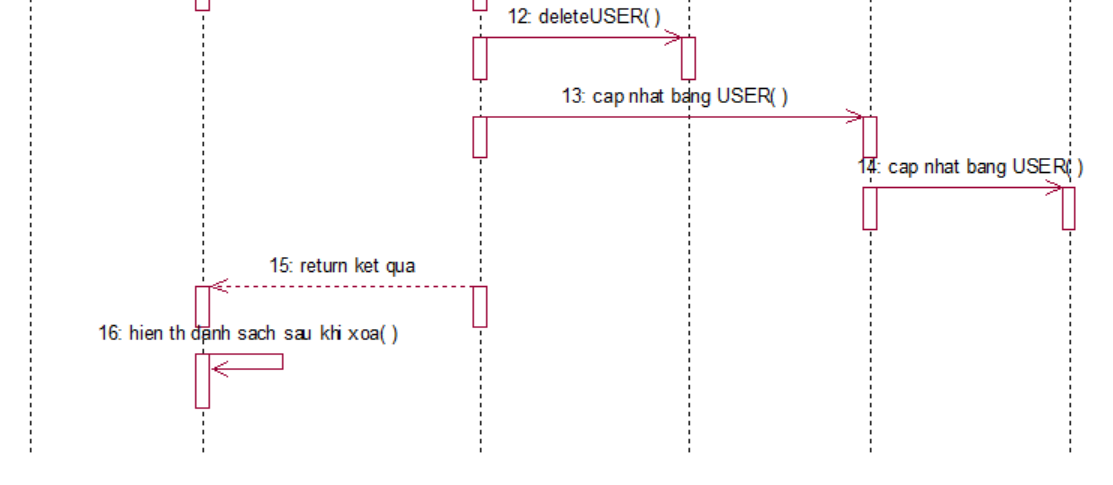 12: deleteUSER( )
13: cap nhat bang USER( )
14: cap nhat bang USER( )
15: return ket qua
16: hien th danh sach sau khi xoa( )